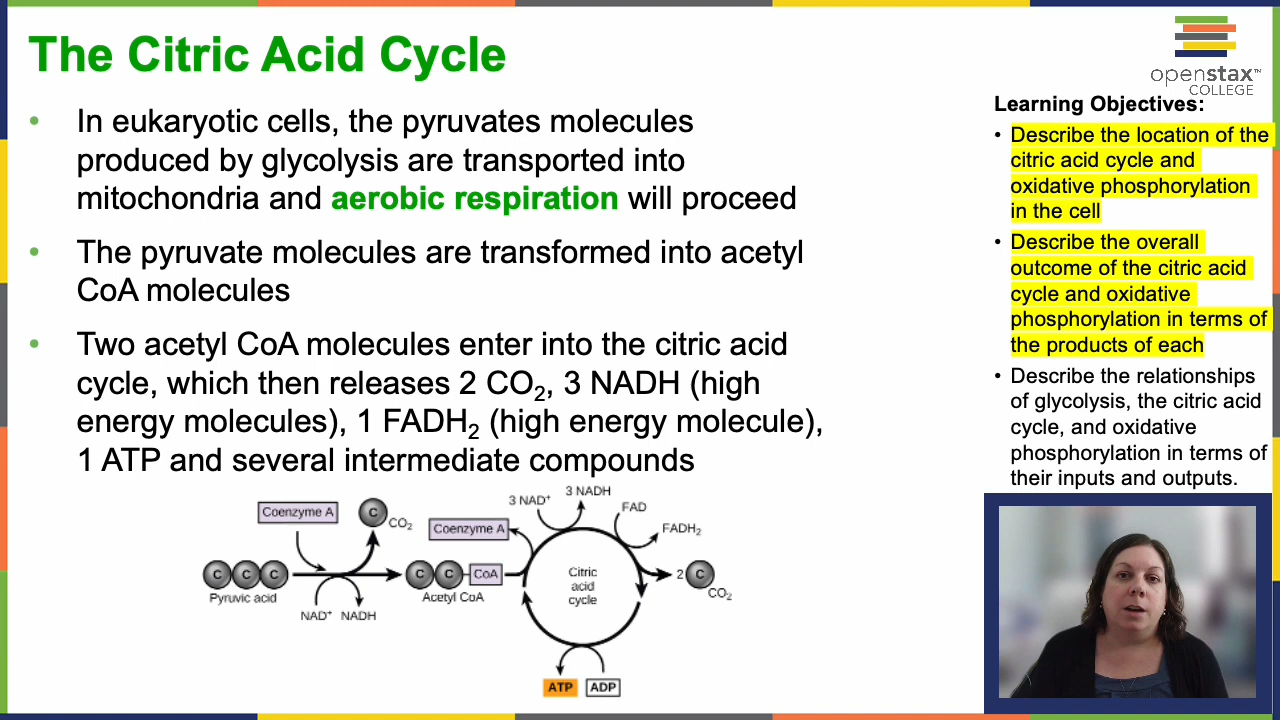 The Citric Acid Cycle
• In eukaryotic cells, the pyruvates molecules
produced by glycolysis are transported into
mitochondria and aerobic respiration will proceed
• The pyruvate molecules are transformed into acetyl
CoA molecules
• Two acetyl CoA molecules enter into the citric acid
cycle, which then releases 2 CO₂, 3 NADH (high
energy molecules), 1 FADH₂ (high energy molecule),
1 ATP and several intermediate compounds
Coenzyme A
C
CO₂
C C C
Pyruvic acid
NAD⁺ NADH
C C CoA
Acetyl CoA
Coenzyme A
3 NAD⁺
3 NADH
FAD
FADH₂
Citric
acid
cycle
2 C
CO₂
ATP
ADP
openstax™
COLLEGE
Learning Objectives:
• Describe the location of the
citric acid cycle and
oxidative phosphorylation
in the cell
• Describe the overall
outcome of the citric acid
cycle and oxidative
phosphorylation in terms of
the products of each
• Describe the relationships
of glycolysis, the citric acid
cycle, and oxidative
phosphorylation in terms of
their inputs and outputs.